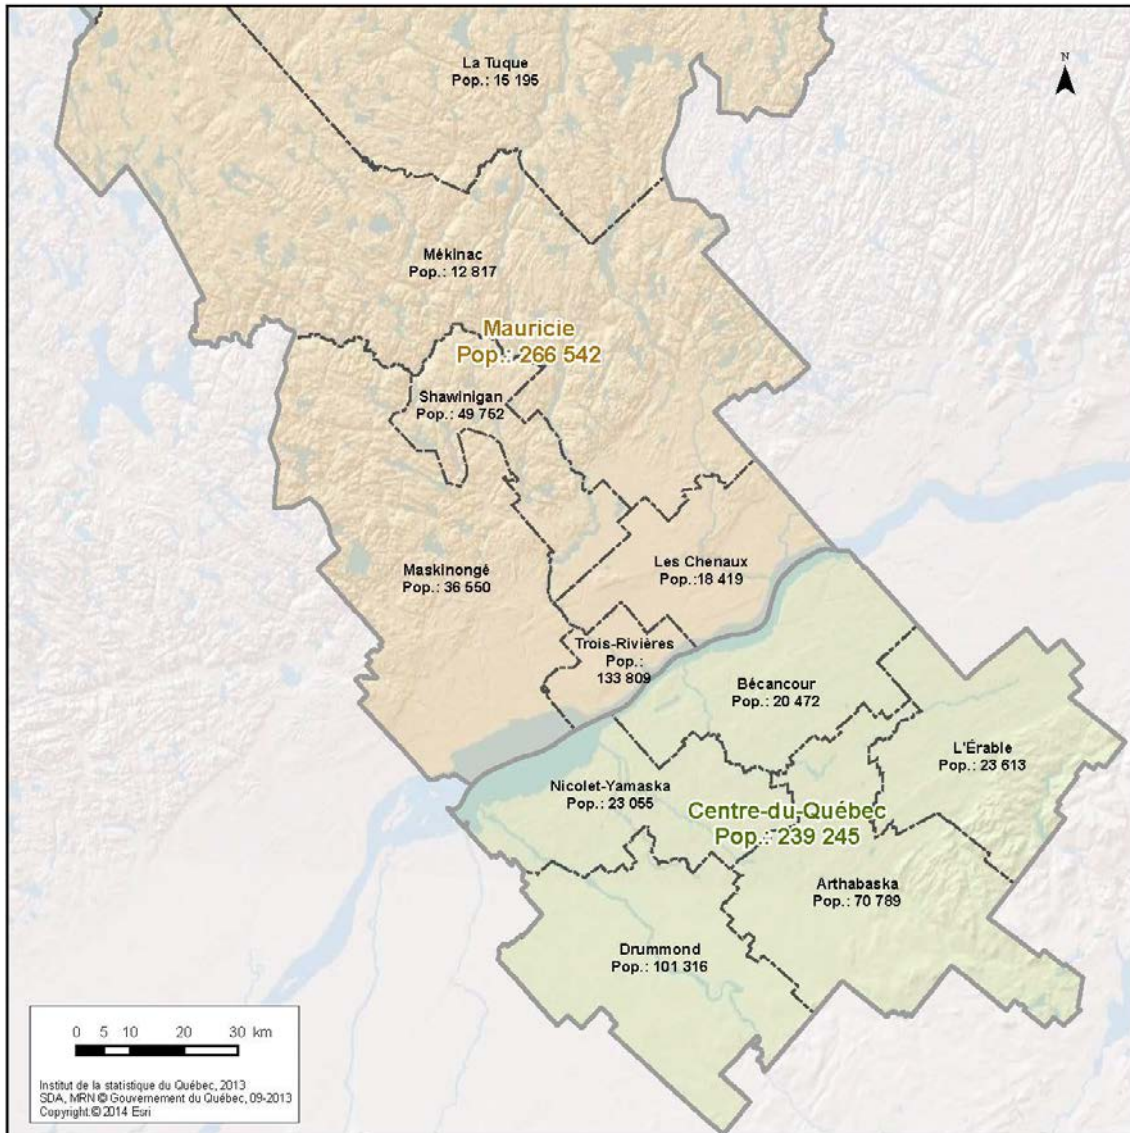 N
La Tuque
Pop.: 15 195
Mékinac
Pop.: 12 817
Mauricie
Pop.: 266 542
Shawinigan
Pop.: 49 752
Maskinongé
Pop.: 36 550
Les Chenaux
Pop.:18 419
Trois-Rivières
Pop.:
133 809
Bécancour
Pop.: 20 472
L'Érable
Pop.: 23 613
Nicolet-Yamaska
Pop.: 23 055
Centre-du-Québec
Pop.: 239 245
Arthabaska
Pop.: 70 789
Drummond
Pop.: 101 316
0 5 10 20 30 km
Institut de la statistique du Québec, 2013
SDA, MRN © Gouvernement du Québec, 09-2013
Copyright:© 2014 Esri